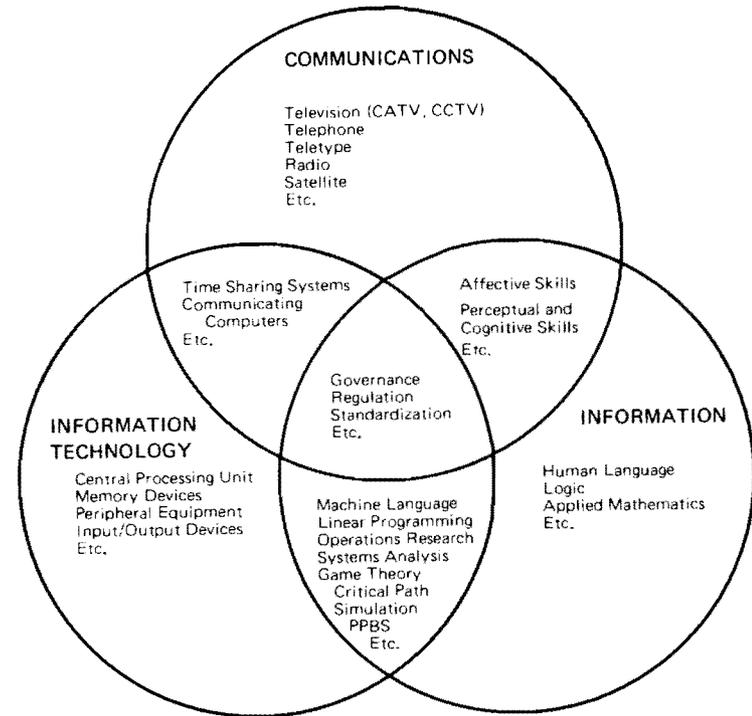 COMMUNICATIONS
Television (CATV, CCTV)
Telephone
Teletype
Radio
Satellite
Etc.
Time Sharing Systems
Communicating
Computers
Etc.
Affective Skills
Perceptual and
Cognitive Skills
Etc.
Governance
Regulation
Standardization
Etc.
INFORMATION
TECHNOLOGY
Central Processing Unit
Memory Devices
Peripheral Equipment
Input/Output Devices
Etc.
INFORMATION
Human Language
Logic
Applied Mathematics
Etc.
Machine Language
Linear Programming
Operations Research
Systems Analysis
Game Theory
Critical Path
Simulation
PPBS
Etc.